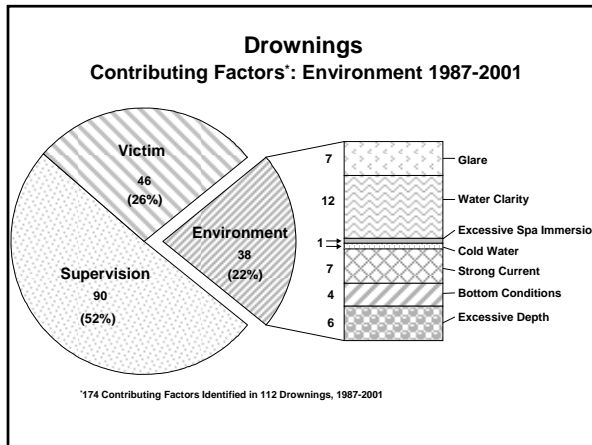 Drownings
Contributing Factors*: Environment 1987-2001
Victim
46
(26%)
Environment
38
(22%)
Supervision
90
(52%)
7
Glare
12
Water Clarity
1
Excessive Spa Immersio
Cold Water
7
Strong Current
4
Bottom Conditions
6
Excessive Depth
*174 Contributing Factors Identified in 112 Drownings, 1987-2001